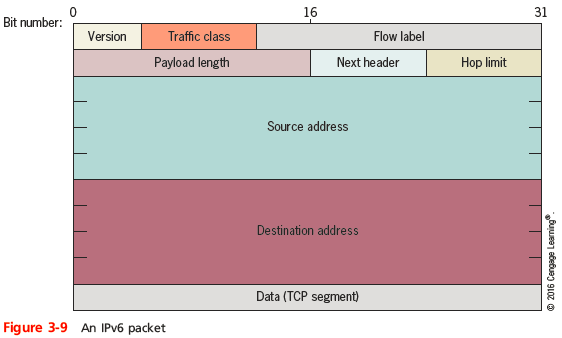 Bit number: 0 16 31
Version Traffic class Flow label
Payload length Next header Hop limit
Source address
Destination address
Data (TCP segment)
© 2016 Cengage Learning®.
Figure 3-9 An IPv6 packet